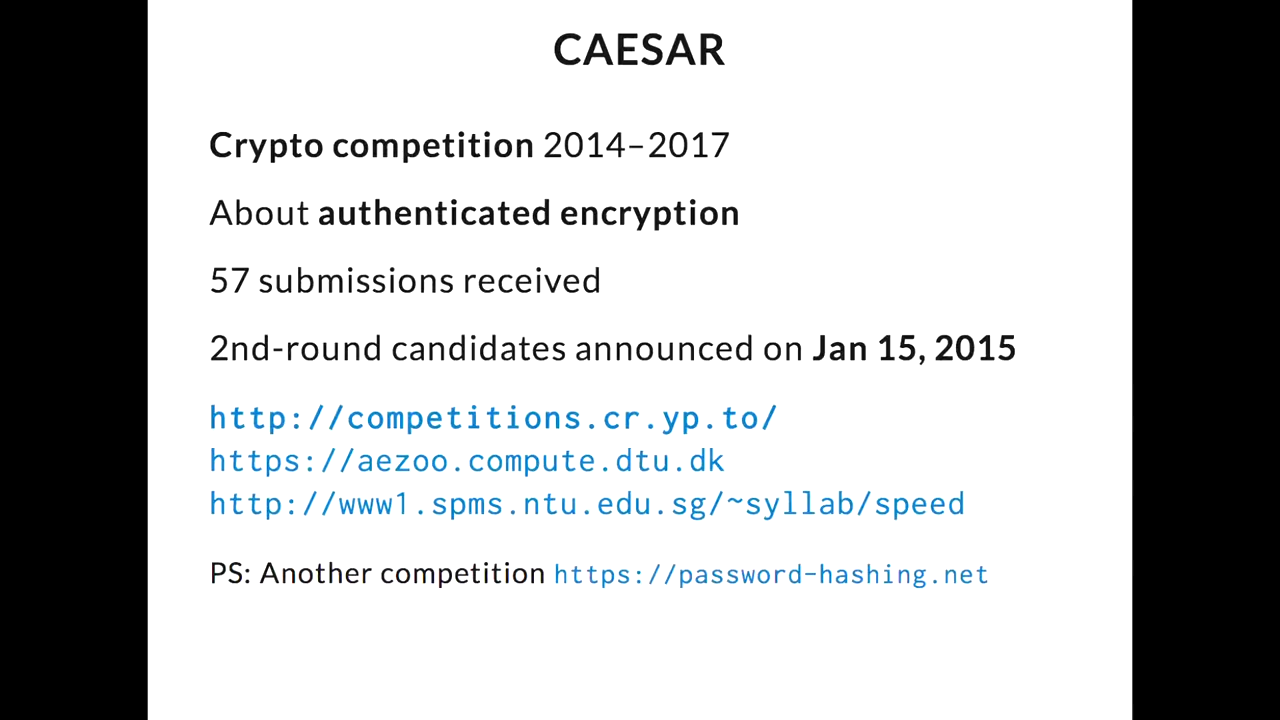 CAESAR
Crypto competition 2014–2017
About authenticated encryption
57 submissions received
2nd-round candidates announced on Jan 15, 2015
http://competitions.cr.yp.to/
https://aezoo.compute.dtu.dk
http://www1.spms.ntu.edu.sg/~syllab/speed
PS: Another competition https://password-hashing.net